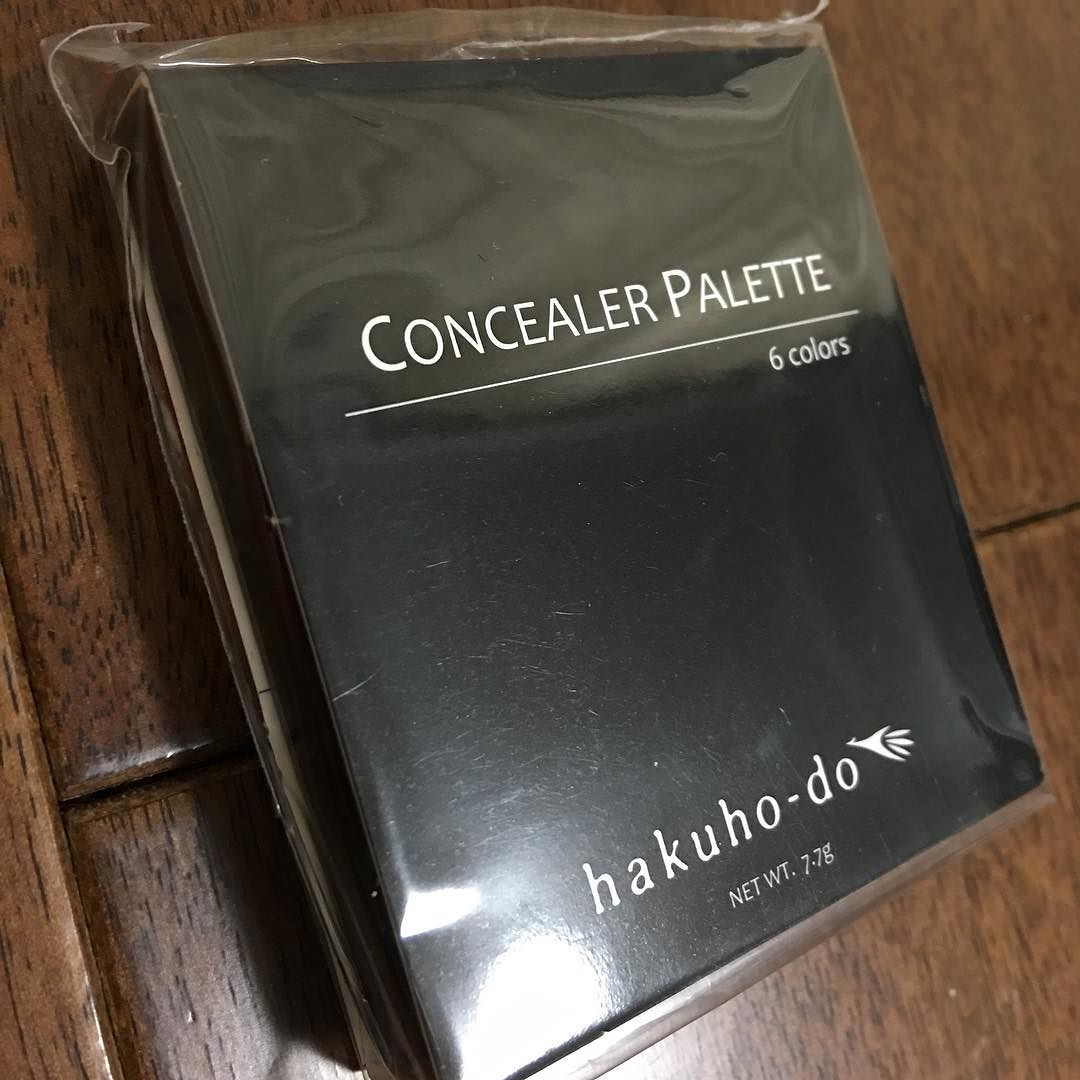 CONCEALER PALETTE
6 colors
hakuho-do
NET WT. 7.7g